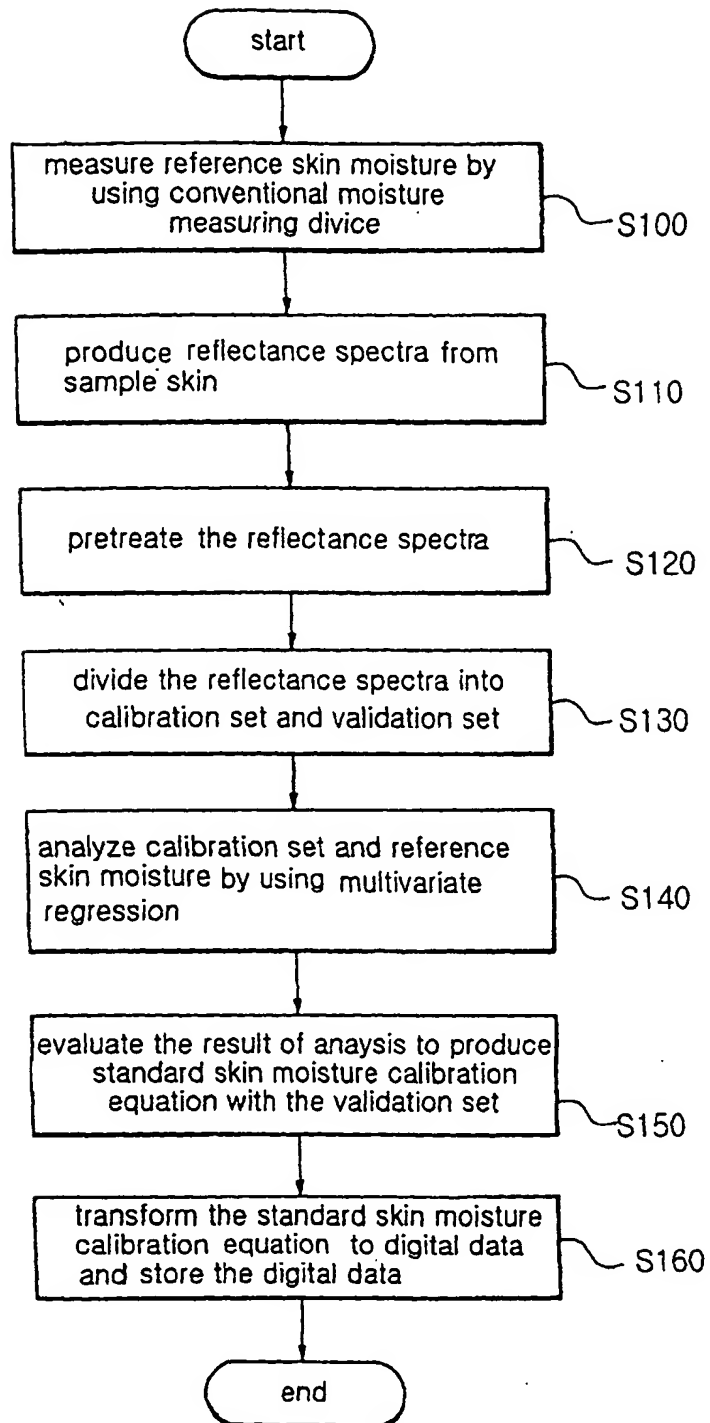 start
measure reference skin moisture by
using conventional moisture
measuring divice
S100
produce reflectance spectra from
sample skin
S110
pretreate the reflectance spectra
S120
divide the reflectance spectra into
calibration set and validation set
S130
analyze calibration set and reference
skin moisture by using multivariate
regression
S140
evaluate the result of anaysis to produce
standard skin moisture calibration
equation with the validation set
S150
transform the standard skin moisture
calibration equation to digital data
and store the digital data
S160
end